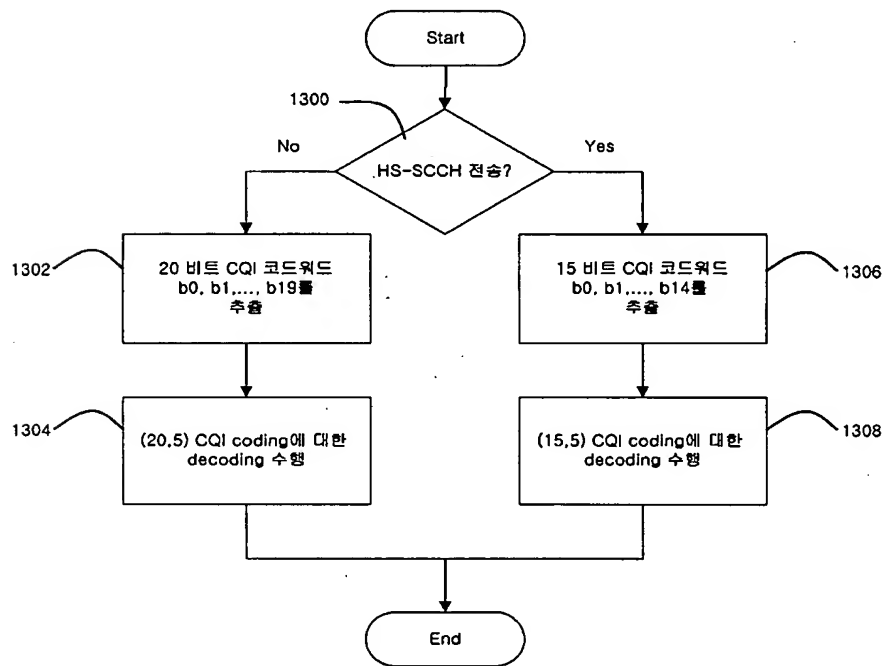 Start
1300
No
Yes
HS-SCCH 전송?
1302
20 비트 CQI 코드워드
b0, b1,..., b19를
추출
15 비트 CQI 코드워드
b0, b1,..., b14를
추출
1306
1304
(20,5) CQI coding에 대한
decoding 수행
(15,5) CQI coding에 대한
decoding 수행
1308
End